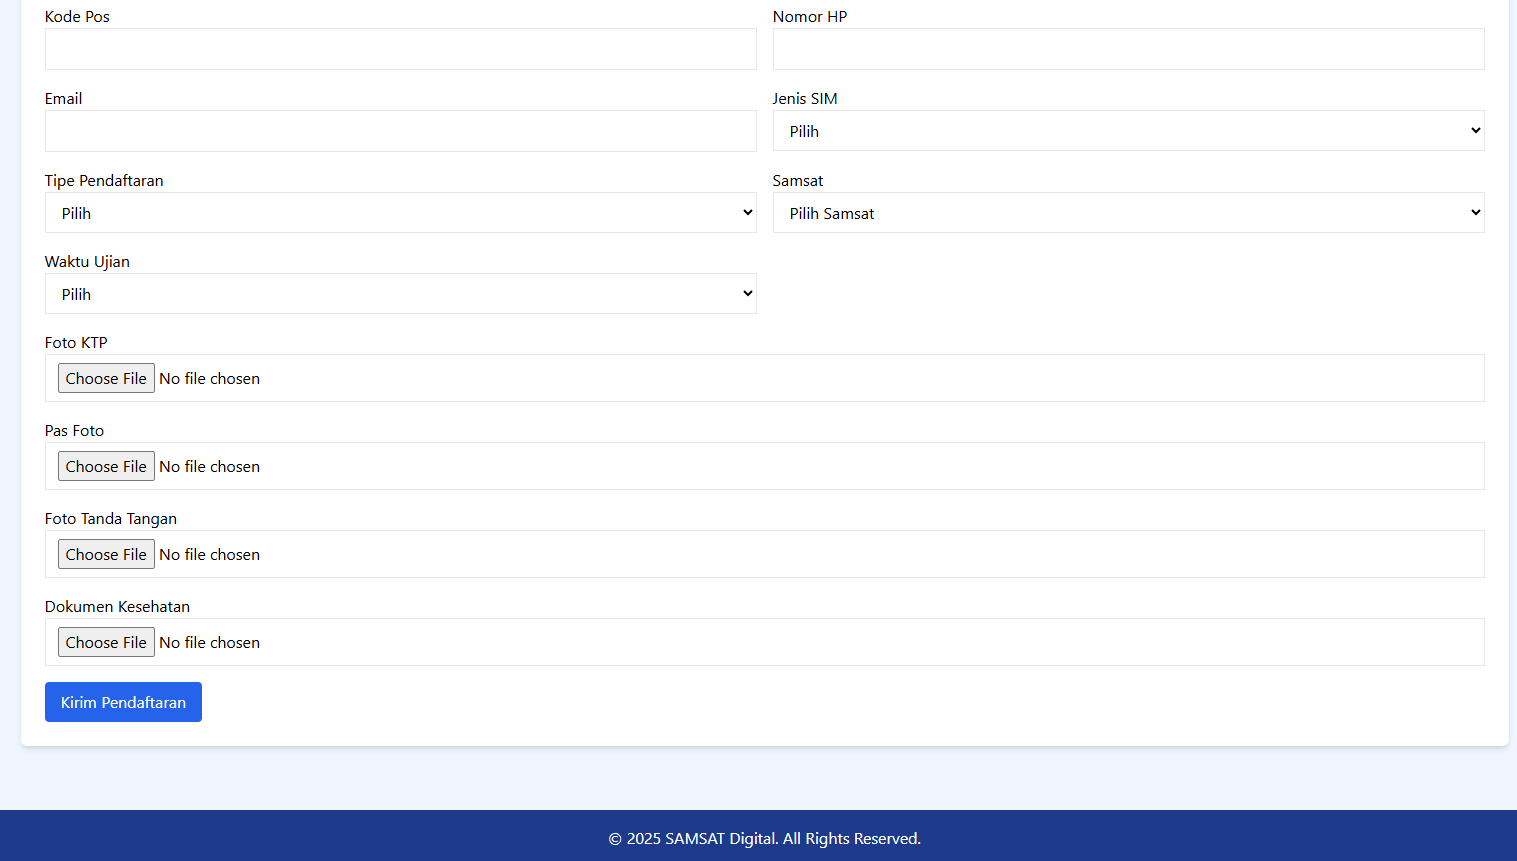 Kode Pos
Nomor HP
Email
Jenis SIM
Pilih
Tipe Pendaftaran
Samsat
Pilih
Pilih Samsat
Waktu Ujian
Pilih
Foto KTP
Choose File No file chosen
Pas Foto
Choose File No file chosen
Foto Tanda Tangan
Choose File No file chosen
Dokumen Kesehatan
Choose File No file chosen
Kirim Pendaftaran
© 2025 SAMSAT Digital. All Rights Reserved.